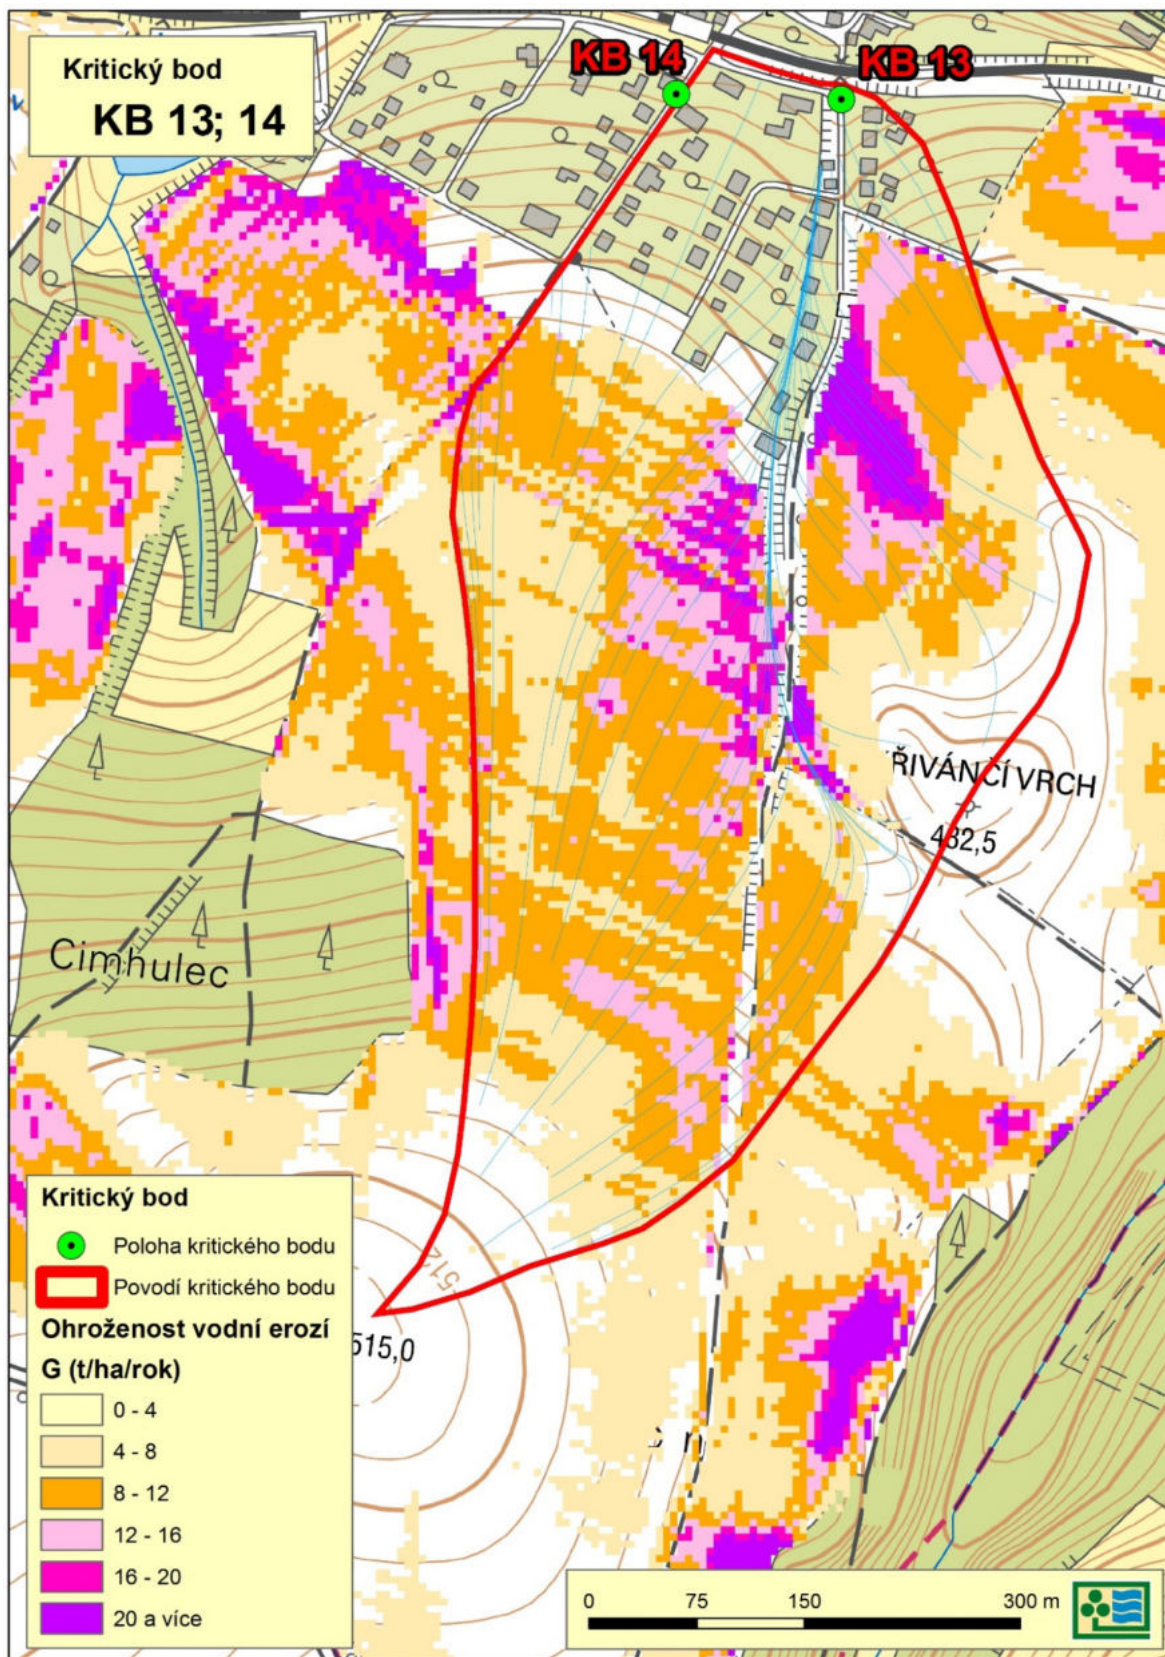 Kritický bod
KB 13; 14
KB 14
KB 13
ŘIVÁNČÍ VRCH
432,5
Cimhulec
512
515,0
Kritický bod
Poloha kritického bodu
Povodí kritického bodu
Ohroženost vodní erozí
G (t/ha/rok)
0 - 4
4 - 8
8 - 12
12 - 16
16 - 20
20 a více
0 75 150 300 m